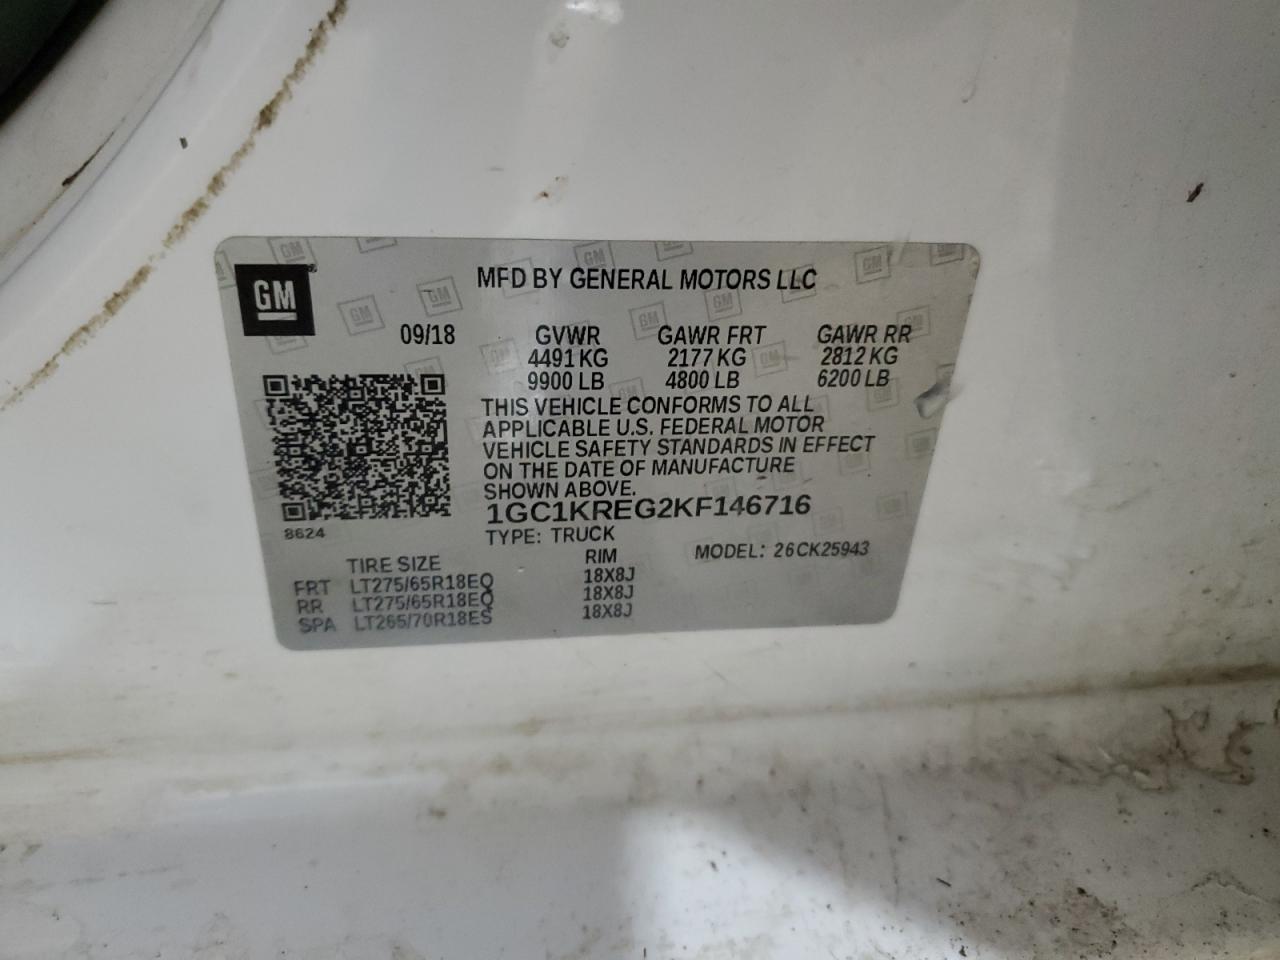 GM
MFD BY GENERAL MOTORS LLC
09/18 GVWR GAWR FRT GAWR RR
4491 KG 2177 KG 2812 KG
9900 LB 4800 LB 6200 LB
THIS VEHICLE CONFORMS TO ALL
APPLICABLE U.S. FEDERAL MOTOR
VEHICLE SAFETY STANDARDS IN EFFECT
ON THE DATE OF MANUFACTURE
SHOWN ABOVE.
1GC1KREG2KF146716
8624
TYPE: TRUCK
MODEL: 26CK25943
TIRE SIZE RIM
FRT LT275/65R18EQ 18X8J
RR LT275/65R18EQ 18X8J
SPA LT265/70R18ES 18X8J